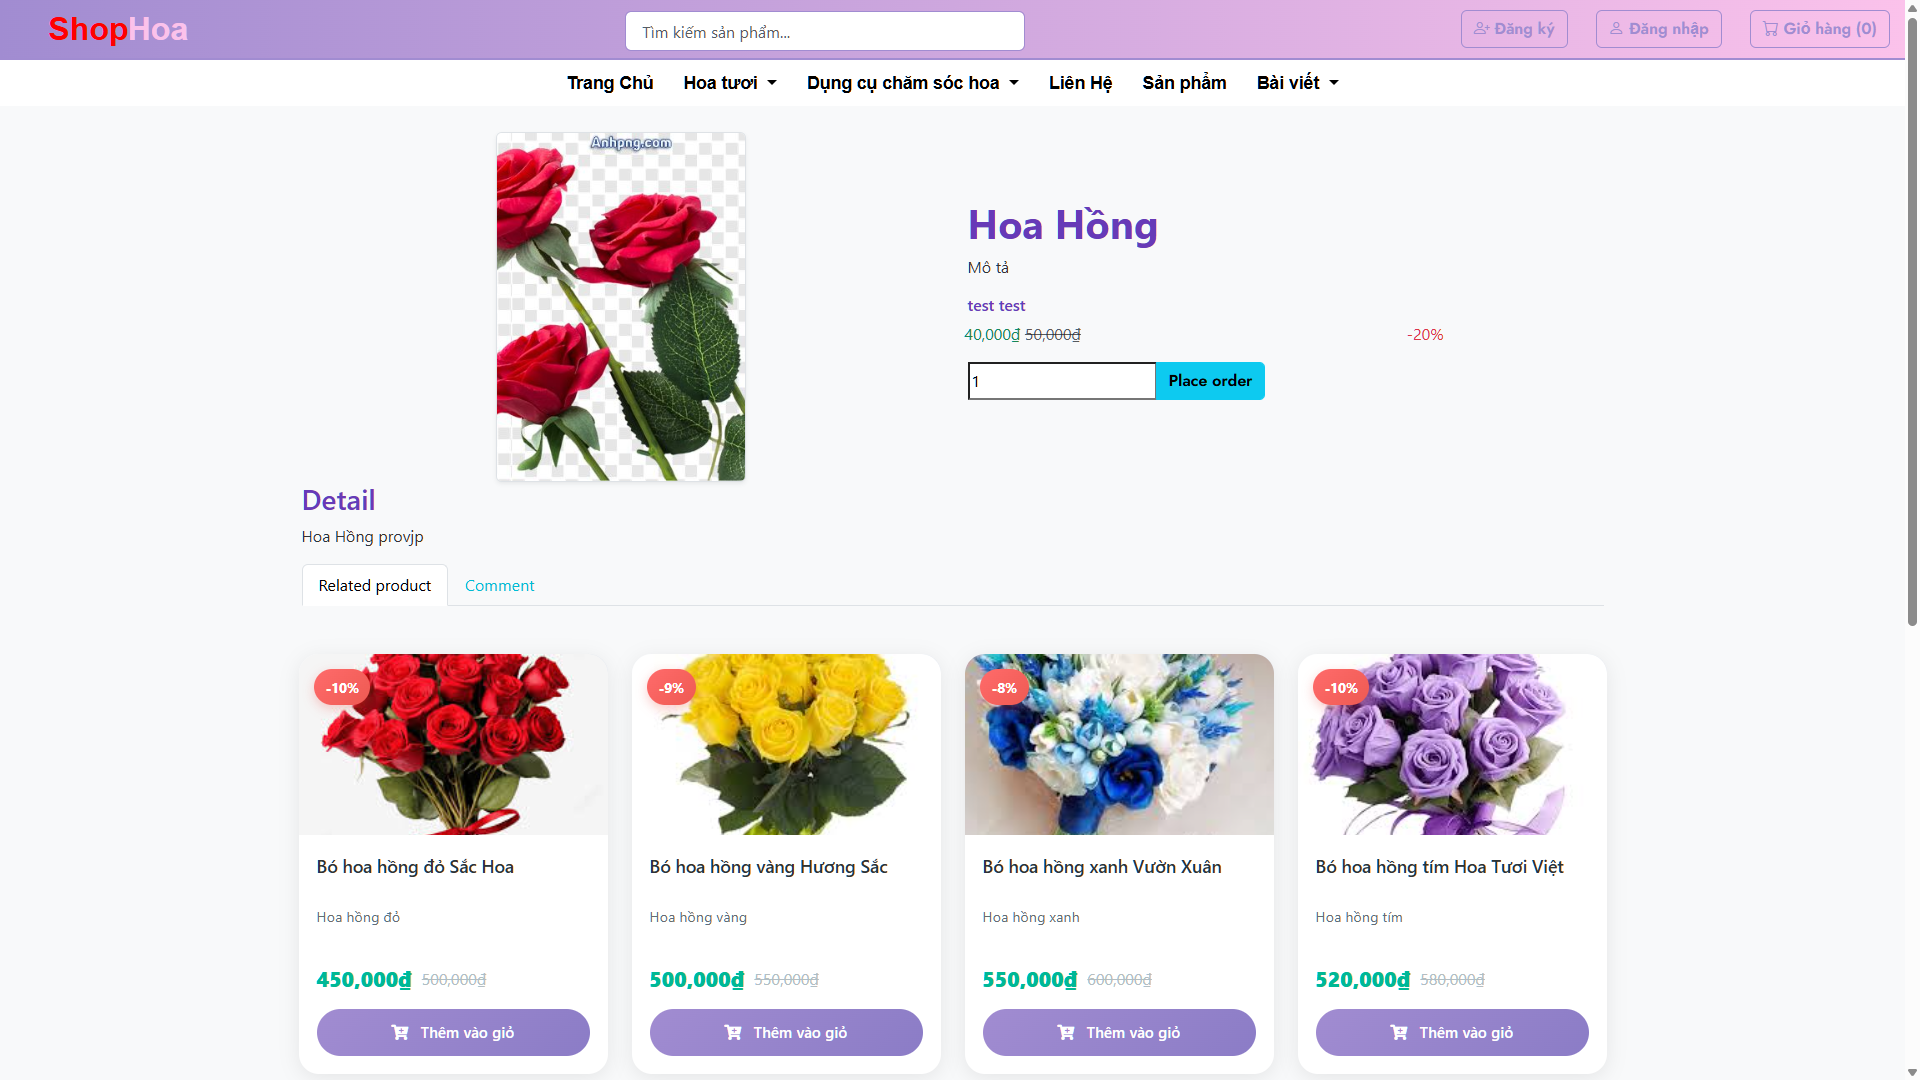 ShopHoa
Tìm kiếm sản phẩm...
Đăng ký
Đăng nhập
Giỏ hàng (0)
Trang Chủ
Hoa tươi
Dụng cụ chăm sóc hoa
Liên Hệ
Sản phẩm
Bài viết
Anhpng.com
Hoa Hồng
Mô tả
test test
40,000₫ 50,000₫
-20%
1
Place order
Detail
Hoa Hồng provjp
Related product
Comment
-10%
Bó hoa hồng đỏ Sắc Hoa
Hoa hồng đỏ
450,000₫ 500,000₫
Thêm vào giỏ
-9%
Bó hoa hồng vàng Hương Sắc
Hoa hồng vàng
500,000₫ 550,000₫
Thêm vào giỏ
-8%
Bó hoa hồng xanh Vườn Xuân
Hoa hồng xanh
550,000₫ 600,000₫
Thêm vào giỏ
-10%
Bó hoa hồng tím Hoa Tươi Việt
Hoa hồng tím
520,000₫ 580,000₫
Thêm vào giỏ